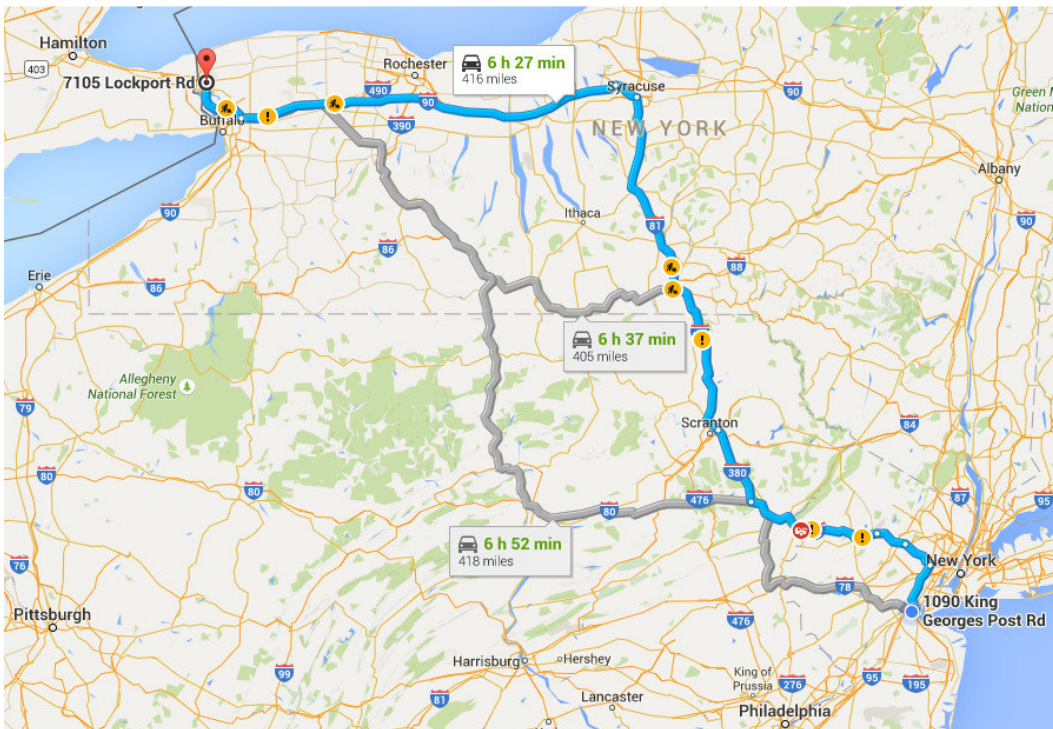 Hamilton
403
7105 Lockport Rd
Rochester
6 h 27 min
416 miles
490
90
390
Buffalo
Syracuse
90
NEW YORK
Green M
Nation
Albany
90
90
Ithaca
81
86
88
Erie
86
6 h 37 min
405 miles
Allegheny
National Forest
79
Scranton
84
80
80
380
476
87
95
80
6 h 52 min
418 miles
New York
76
78
1090 King
Georges Post Rd
Pittsburgh
476
Harrisburg
Hershey
99
King of
Prussia
276
95
195
81
Lancaster
Philadelphia